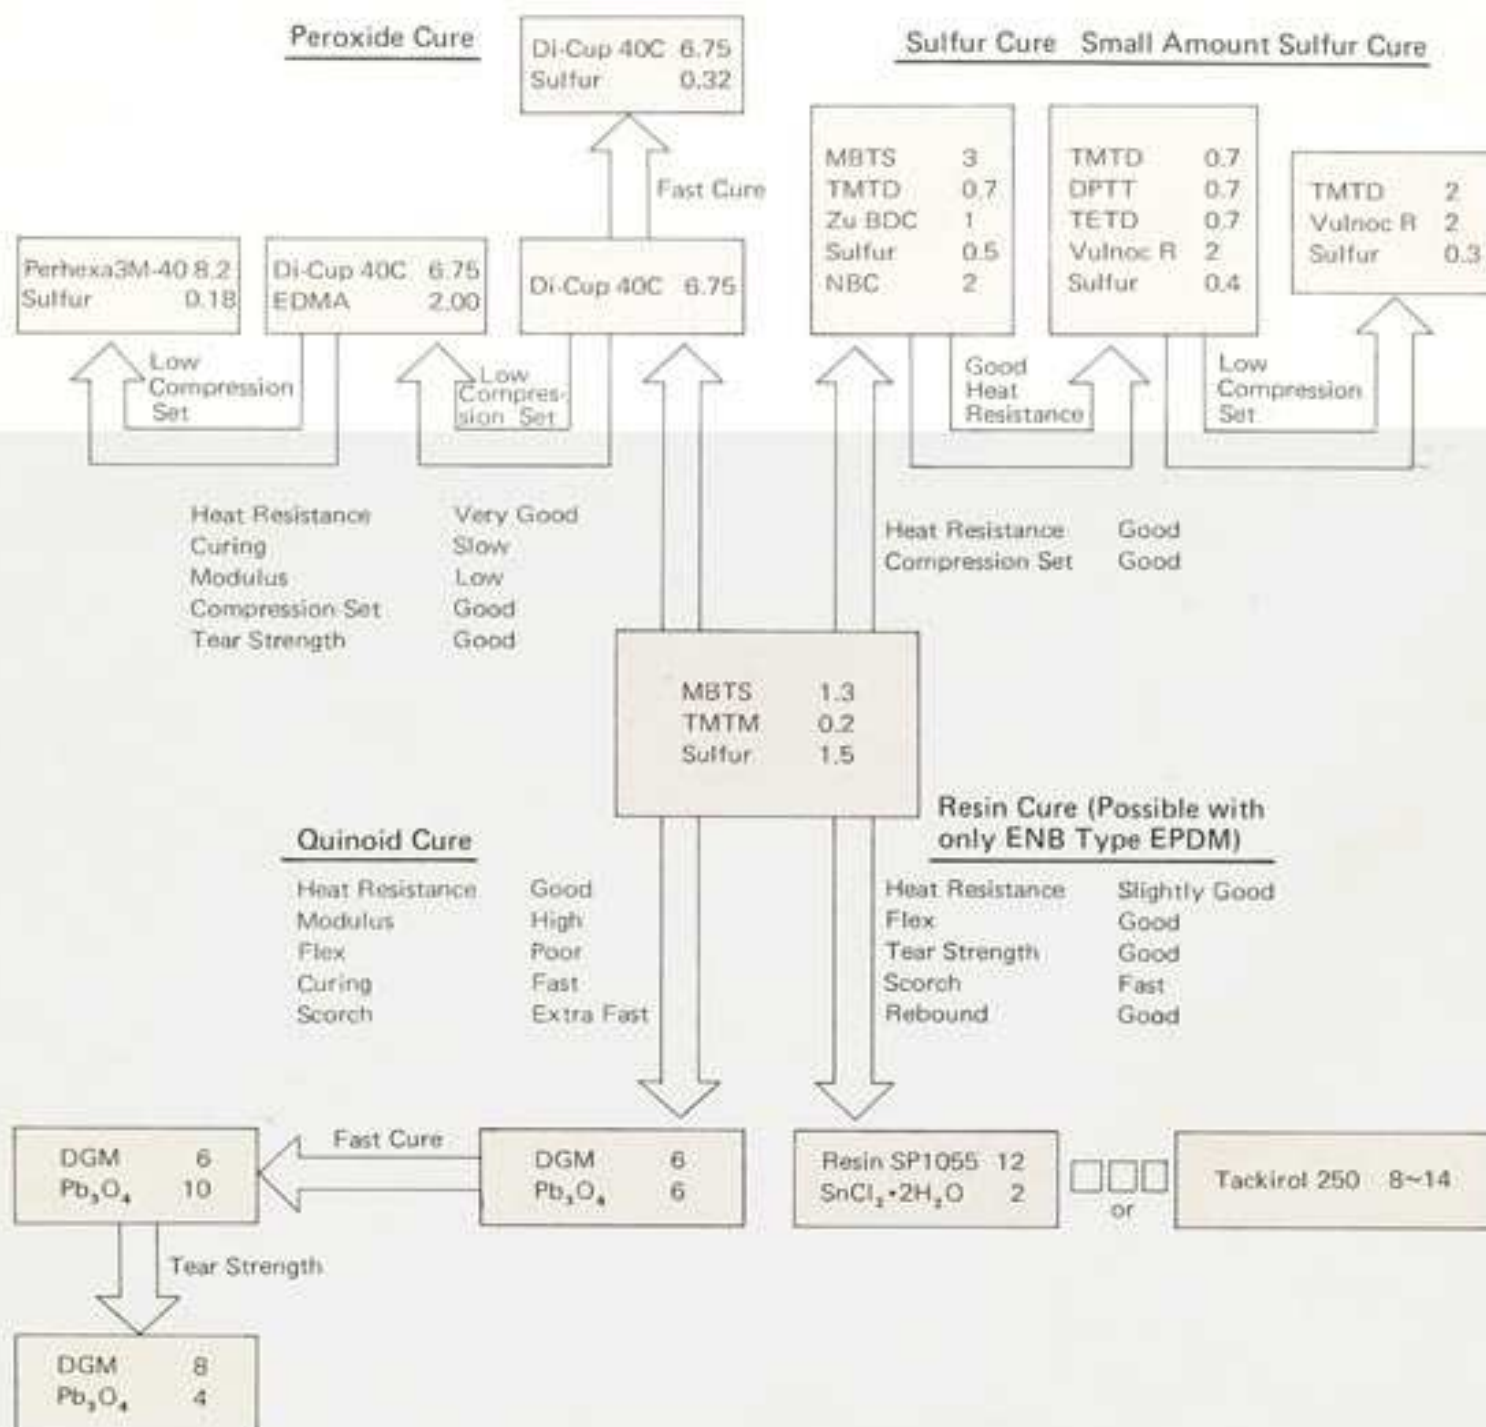 Peroxide Cure
Di-Cup 40C 6.75
Sulfur 0.32
Fast Cure
Perhexa3M-40 8.2
Sulfur 0.18
Di-Cup 40C 6.75
EDMA 2.00
Di-Cup 40C 6.75
Low
Compression
Set
Low
Compres-
sion Set
Heat Resistance Very Good
Curing Slow
Modulus Low
Compression Set Good
Tear Strength Good
Sulfur Cure Small Amount Sulfur Cure
MBTS 3
TMTD 0.7
Zu BDC 1
Sulfur 0.5
NBC 2
TMTD 0.7
DPTT 0.7
TETD 0.7
Vulnoc R 2
Sulfur 0.4
TMTD 2
Vulnoc R 2
Sulfur 0.3
Good
Heat
Resistance
Low
Compression
Set
Heat Resistance Good
Compression Set Good
MBTS 1.3
TMTM 0.2
Sulfur 1.5
Quinoid Cure
Heat Resistance Good
Modulus High
Flex Poor
Curing Fast
Scorch Extra Fast
Resin Cure (Possible with
only ENB Type EPDM)
Heat Resistance Slightly Good
Flex Good
Tear Strength Good
Scorch Fast
Rebound Good
DGM 6
Pb₃O₄ 10
Fast Cure
DGM 6
Pb₃O₄ 6
Resin SP1055 12
SnCl₂•2H₂O 2
or
Tackirol 250 8~14
Tear Strength
DGM 8
Pb₃O₄ 4